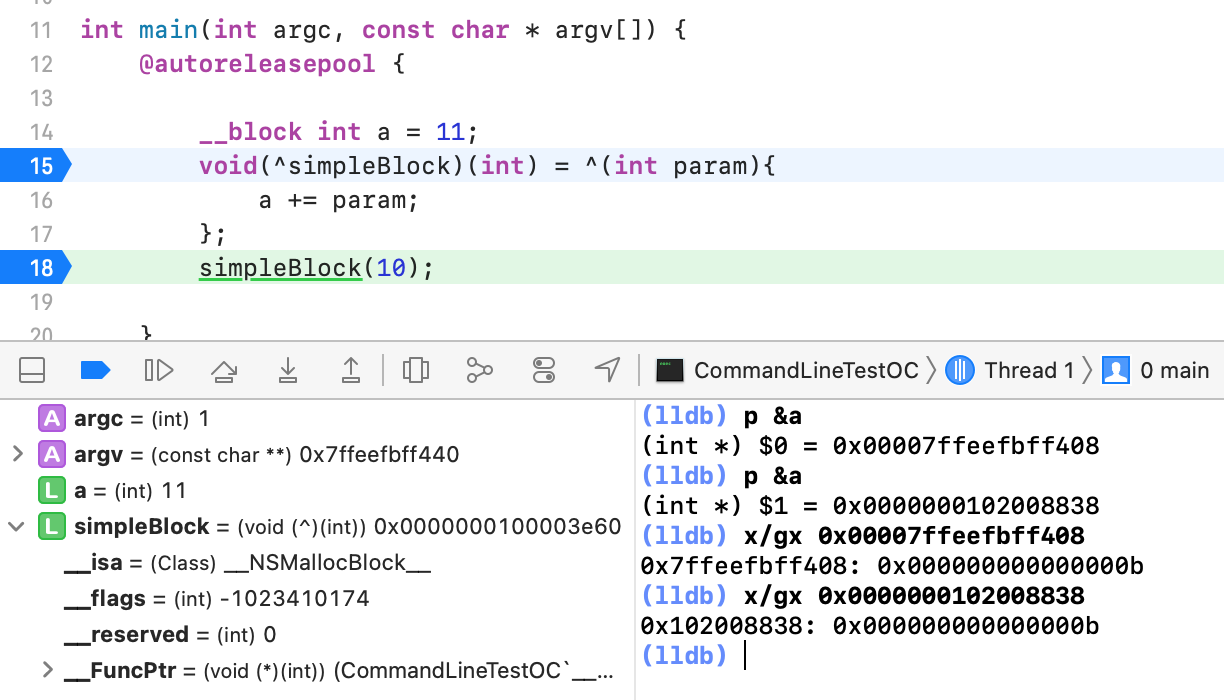 11 int main(int argc, const char * argv[]) {
12 @autoreleasepool {
13
14 __block int a = 11;
15 void(^simpleBlock)(int) = ^(int param){
16 a += param;
17 };
18 simpleBlock(10);
19
20 }
CommandLineTestOC 〉 Thread 1 〉 0 main
A argc = (int) 1
A argv = (const char **) 0x7ffeefbff440
L a = (int) 11
L simpleBlock = (void (^)(int)) 0x0000000100003e60
__isa = (Class) __NSMallocBlock__
__flags = (int) -1023410174
__reserved = (int) 0
__FuncPtr = (void (*)(int)) (CommandLineTestOC`__...
(lldb) p &a
(int *) $0 = 0x00007ffeefbff408
(lldb) p &a
(int *) $1 = 0x0000000102008838
(lldb) x/gx 0x00007ffeefbff408
0x7ffeefbff408: 0x000000000000000b
(lldb) x/gx 0x0000000102008838
0x102008838: 0x000000000000000b
(lldb)